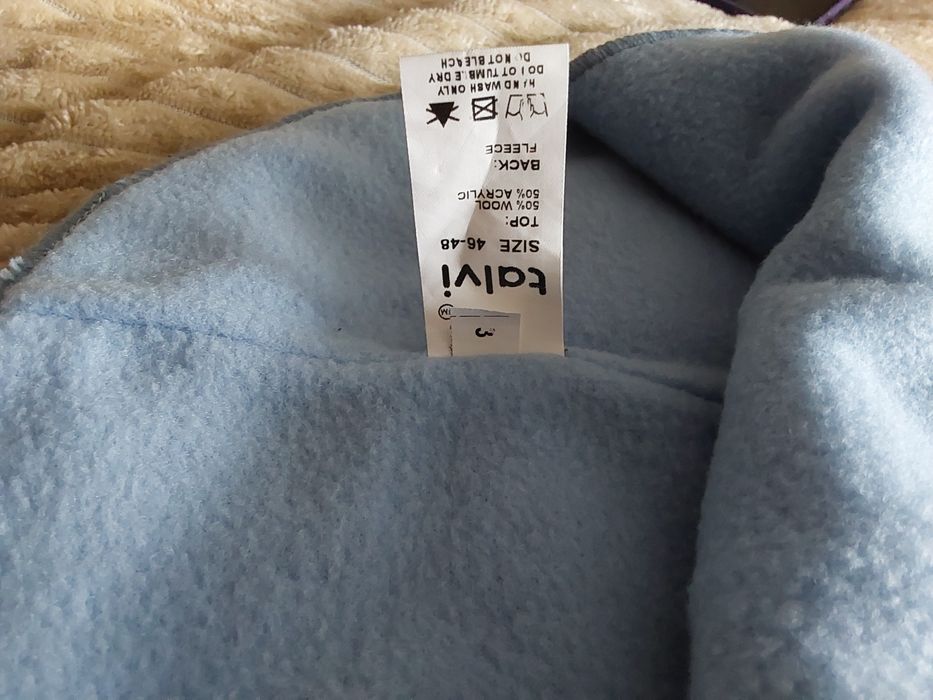 3
talvi TM
SIZE 46-48
TOP:
50% WOOL
50% ACRYLIC
BACK:
FLEECE
HAND WASH ONLY
DO NOT TUMBLE DRY
DO NOT BLEACH